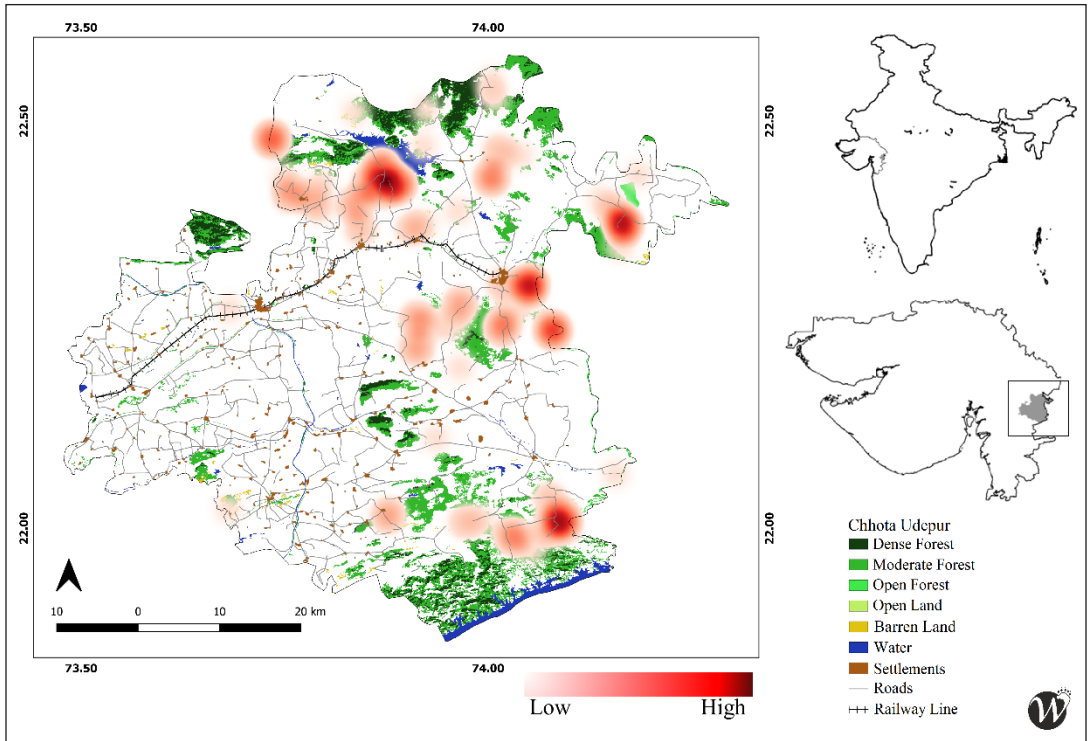 73.50 74.00
22.50 22.50
22.00 22.00
10 0 10 20 km
73.50 74.00
Low High
Chhota Udepur
Dense Forest
Moderate Forest
Open Forest
Open Land
Barren Land
Water
Settlements
Roads
Railway Line
W